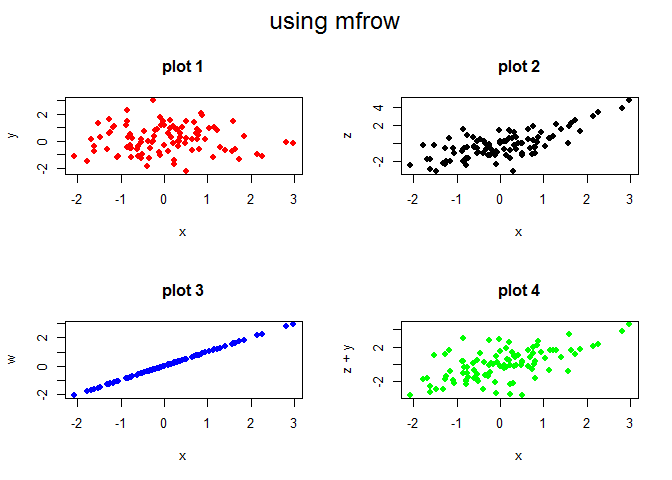 using mfrow
plot 1
y
-2 0 2
-2 -1 0 1 2 3
x
plot 2
z
-2 2 4
-2 -1 0 1 2 3
x
plot 3
w
-2 0 2
-2 -1 0 1 2 3
x
plot 4
z + y
-2 2
-2 -1 0 1 2 3
x